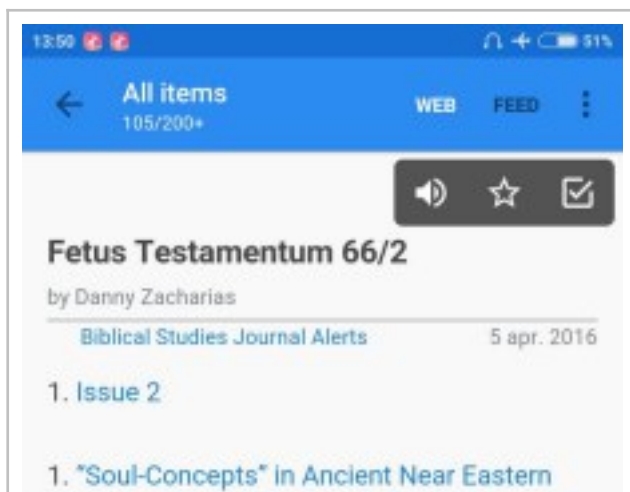 13:50 51%
All items WEB FEED
105/200+
Fetus Testamentum 66/2
by Danny Zacharias
Biblical Studies Journal Alerts 5 apr. 2016
1. Issue 2
1. "Soul-Concepts" in Ancient Near Eastern